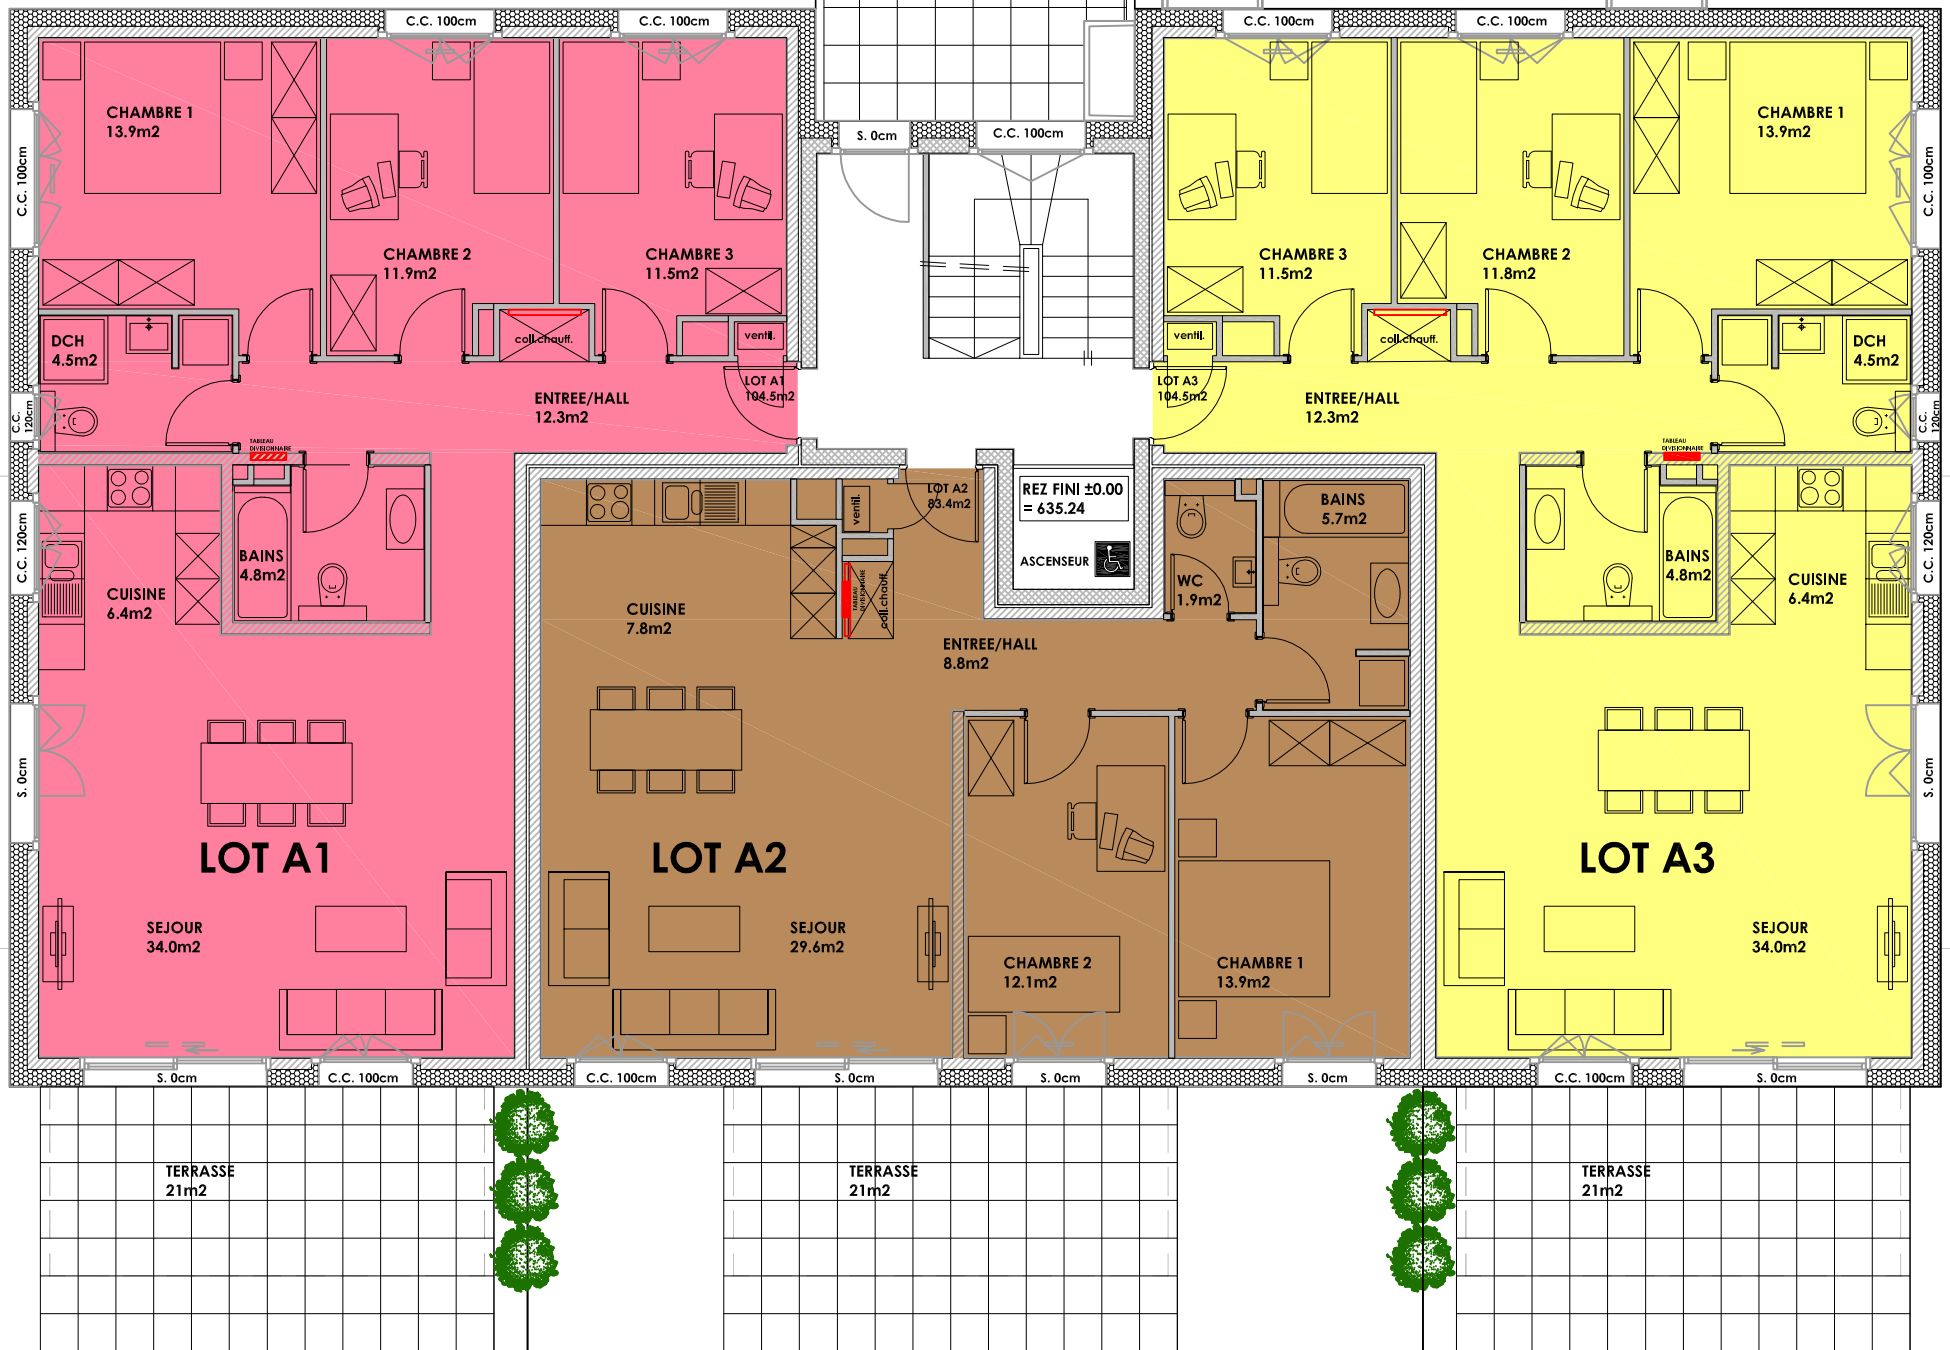 C.C. 100cm
C.C. 100cm
C.C. 100cm
C.C. 100cm
S. 0cm
C.C. 100cm
CHAMBRE 1
13.9m2
CHAMBRE 2
11.9m2
CHAMBRE 3
11.5m2
C.C. 100cm
DCH
4.5m2
coll.chauff.
ventil.
LOT A1
104.5m2
ENTREE/HALL
12.3m2
C.C.
120cm
TABLEAU
DIVISIONNAIRE
C.C. 120cm
CUISINE
6.4m2
BAINS
4.8m2
S. 0cm
LOT A1
SEJOUR
34.0m2
S. 0cm
C.C. 100cm
TERRASSE
21m2
LOT A2
83.4m2
ventil.
TABLEAU
DIVISIONNAIRE
coll.chauff.
CUISINE
7.8m2
ENTREE/HALL
8.8m2
REZ FINI ±0.00
= 635.24
ASCENSEUR
WC
1.9m2
BAINS
5.7m2
LOT A2
SEJOUR
29.6m2
CHAMBRE 2
12.1m2
CHAMBRE 1
13.9m2
C.C. 100cm
S. 0cm
S. 0cm
S. 0cm
TERRASSE
21m2
CHAMBRE 3
11.5m2
CHAMBRE 2
11.8m2
CHAMBRE 1
13.9m2
C.C. 100cm
ventil.
coll.chauff.
DCH
4.5m2
LOT A3
104.5m2
ENTREE/HALL
12.3m2
C.C.
120cm
TABLEAU
DIVISIONNAIRE
BAINS
4.8m2
CUISINE
6.4m2
C.C. 120cm
S. 0cm
LOT A3
SEJOUR
34.0m2
C.C. 100cm
S. 0cm
TERRASSE
21m2